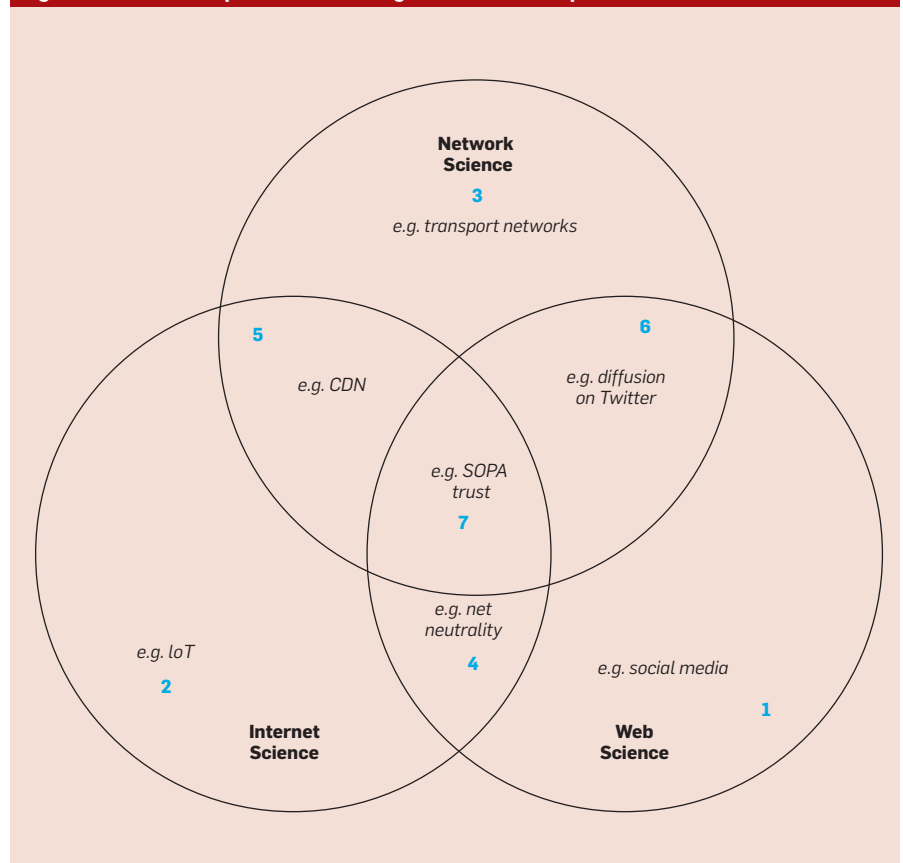 Network
Science
3
e.g. transport networks
5
6
e.g. CDN
e.g. diffusion
on Twitter
e.g. SOPA
trust
7
e.g. net
neutrality
4
e.g. IoT
2
e.g. social media
1
Internet
Science
Web
Science